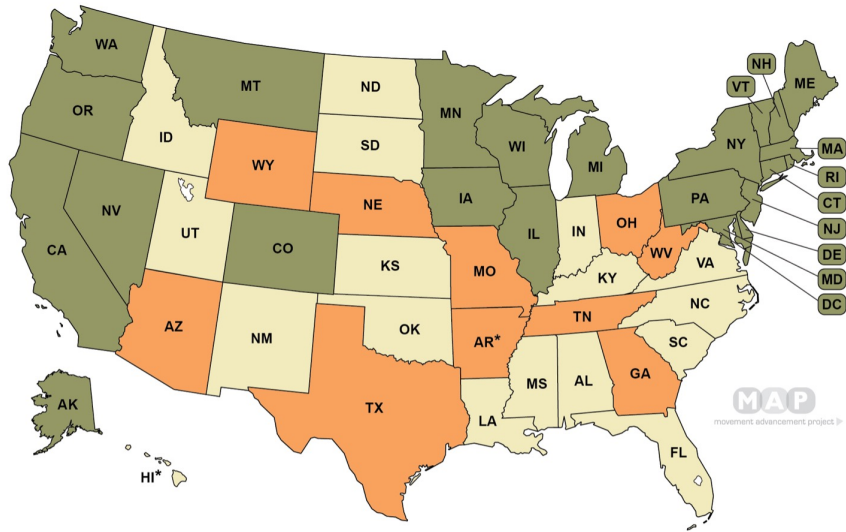 WA
MT
ND
MN
NH
VT
ME
OR
ID
SD
WI
MI
NY
MA
RI
CT
NJ
DE
MD
DC
WY
IA
PA
NV
NE
IL
IN
OH
CA
UT
CO
KS
MO
WV
VA
KY
AZ
NM
OK
AR*
TN
NC
SC
MS
AL
GA
AK
TX
LA
FL
HI*
MAP
movement advancement project